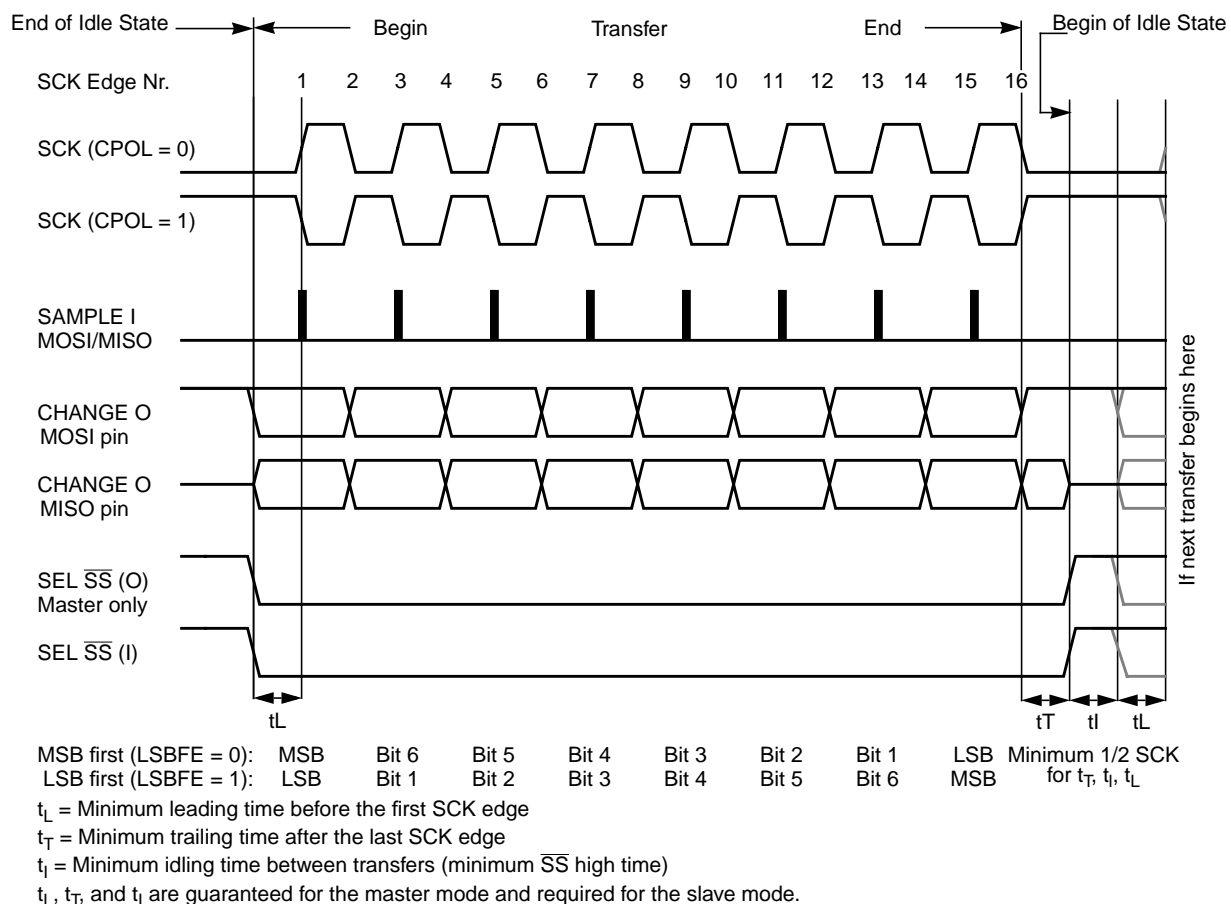 End of Idle State
Begin
Transfer
End
Begin of Idle State
SCK Edge Nr.
1 2 3 4 5 6 7 8 9 10 11 12 13 14 15 16
SCK (CPOL = 0)
SCK (CPOL = 1)
SAMPLE I
MOSI/MISO
CHANGE O
MOSI pin
CHANGE O
MISO pin
SEL SS (O)
Master only
SEL SS (I)
If next transfer begins here
tL
tT tI tL
MSB first (LSBFE = 0): MSB Bit 6 Bit 5 Bit 4 Bit 3 Bit 2 Bit 1 LSB Minimum 1/2 SCK
LSB first (LSBFE = 1): LSB Bit 1 Bit 2 Bit 3 Bit 4 Bit 5 Bit 6 MSB for tT, tI, tL
tL = Minimum leading time before the first SCK edge
tT = Minimum trailing time after the last SCK edge
tI = Minimum idling time between transfers (minimum SS high time)
tL, tT, and tI are guaranteed for the master mode and required for the slave mode.